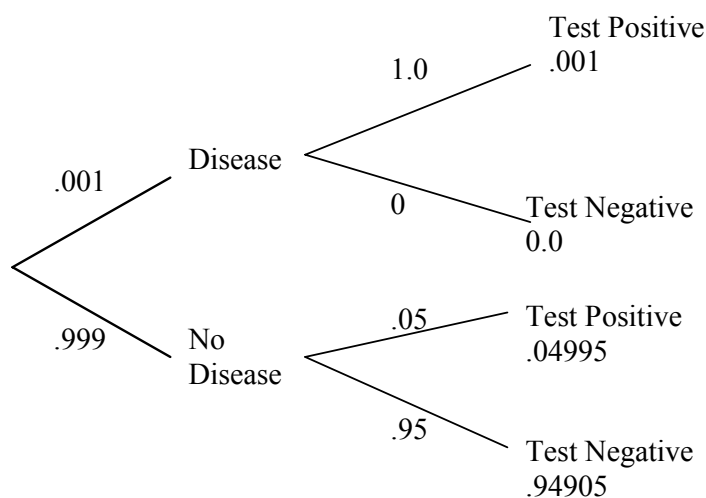 Test Positive
.001
1.0
Disease
.001
0
Test Negative
0.0
.999
No
Disease
.05
Test Positive
.04995
.95
Test Negative
.94905